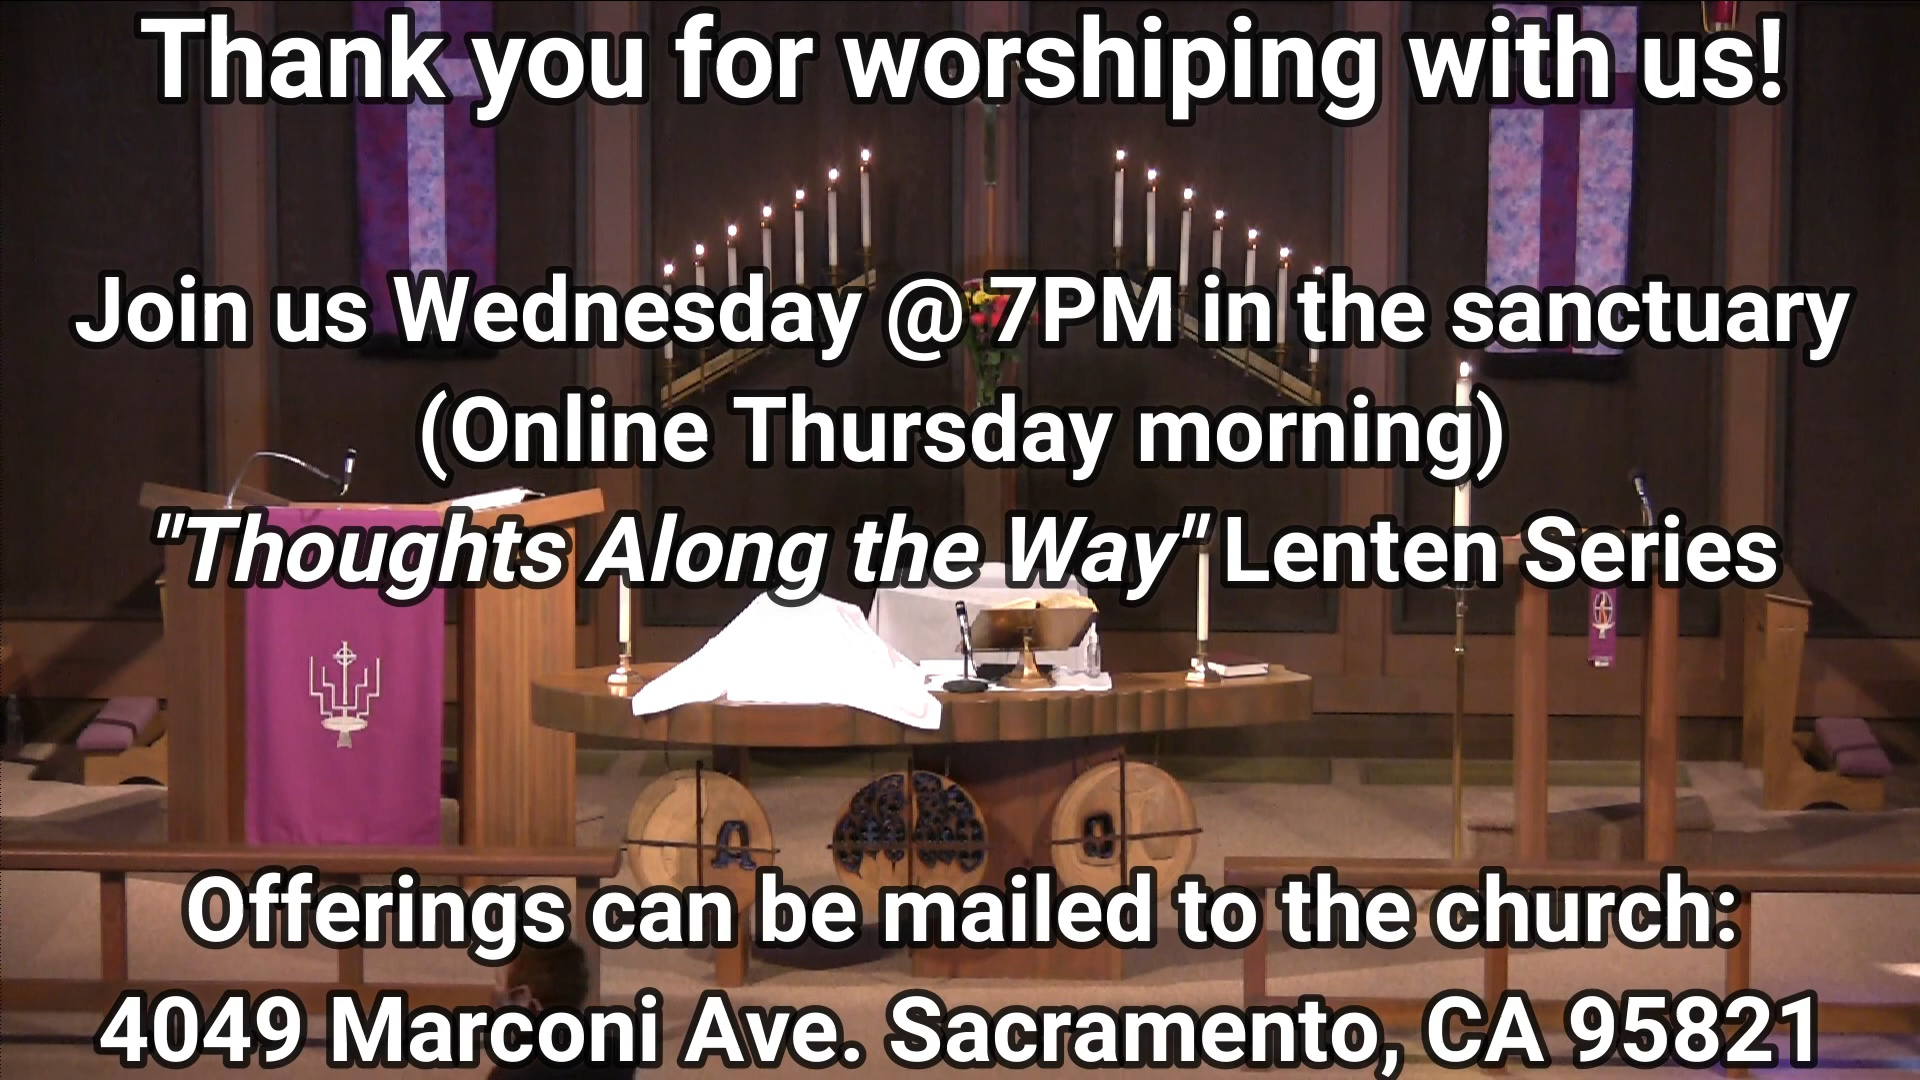 Thank you for worshiping with us!
Join us Wednesday @ 7PM in the sanctuary
(Online Thursday morning)
"Thoughts Along the Way" Lenten Series
Offerings can be mailed to the church:
4049 Marconi Ave. Sacramento, CA 95821
A